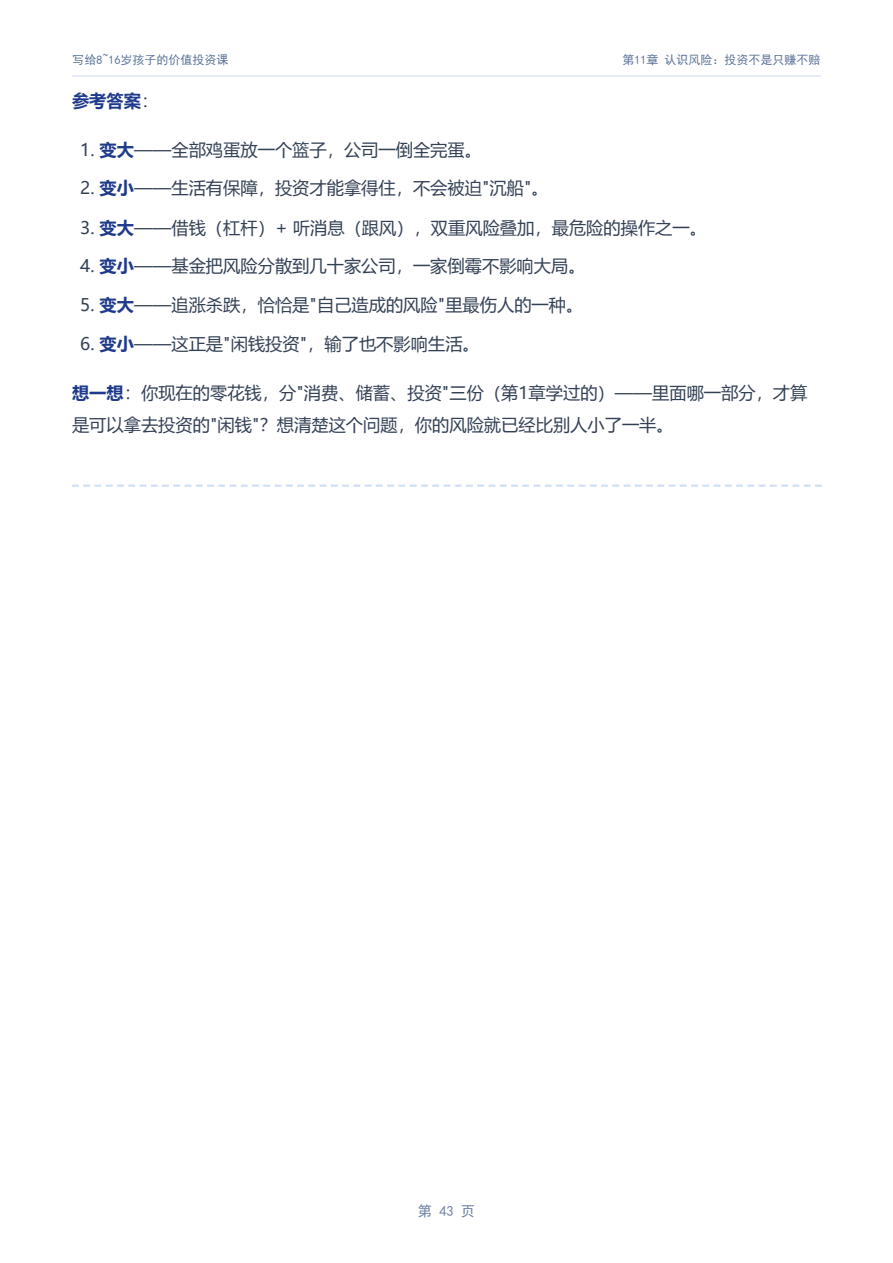 写给8~16岁孩子的价值投资课
第11章 认识风险：投资不是只赚不赔
参考答案：
1. 变大——全部鸡蛋放一个篮子，公司一倒全完蛋。
2. 变小——生活有保障，投资才能拿得住，不会被迫"沉船"。
3. 变大——借钱（杠杆）+ 听消息（跟风），双重风险叠加，最危险的操作之一。
4. 变小——基金把风险分散到几十家公司，一家倒霉不影响大局。
5. 变大——追涨杀跌，恰恰是"自己造成的风险"里最伤人的一种。
6. 变小——这正是"闲钱投资"，输了也不影响生活。
想一想：你现在的零花钱，分"消费、储蓄、投资"三份（第1章学过的）——里面哪一部分，才算
是可以拿去投资的"闲钱"？想清楚这个问题，你的风险就已经比别人小了一半。
第 43 页